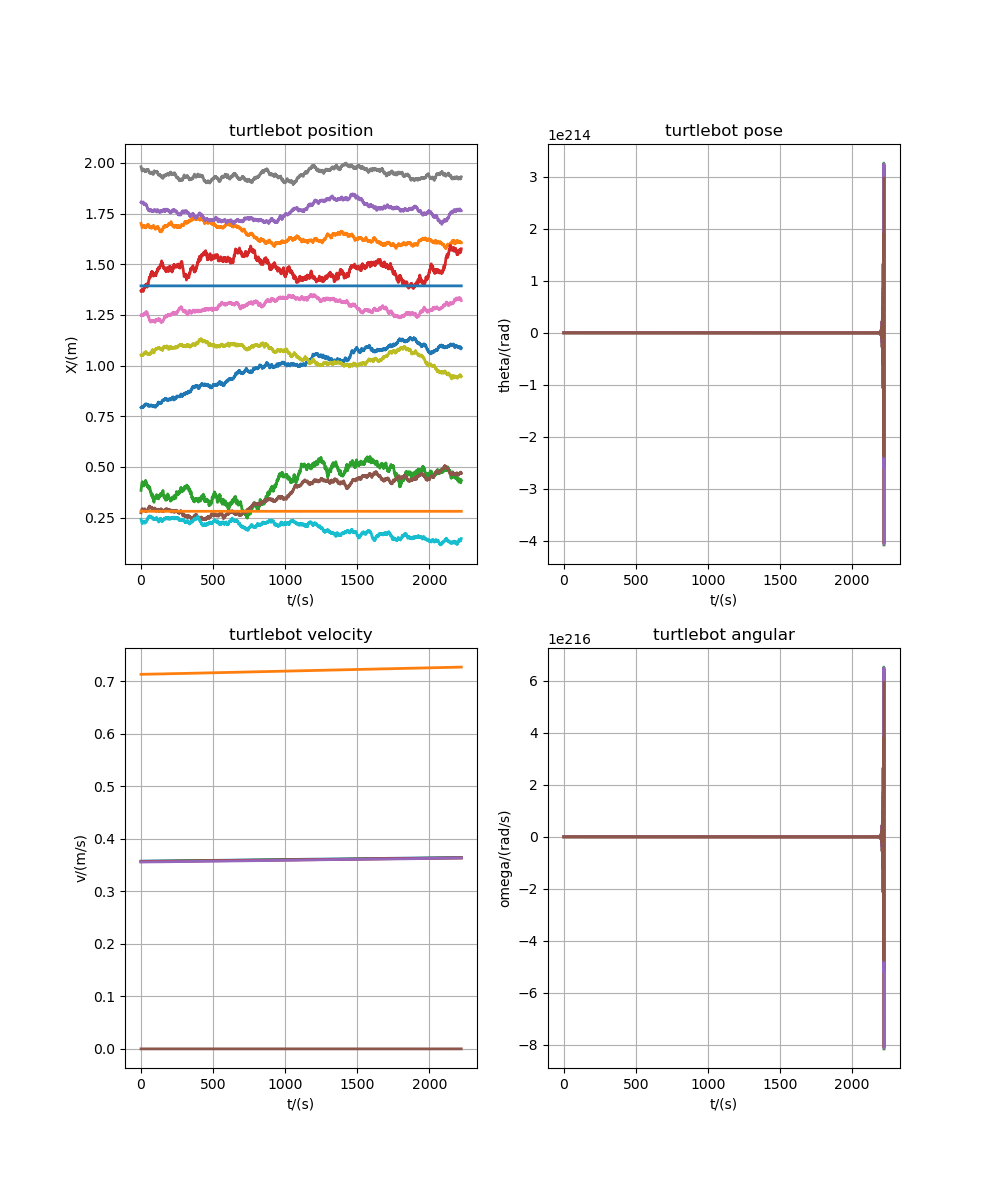 turtlebot position
2.00
1.75
1.50
1.25
1.00
0.75
0.50
0.25
X/(m)
0 500 1000 1500 2000
t/(s)
turtlebot pose
1e214
3
2
1
0
−1
−2
−3
−4
theta/(rad)
0 500 1000 1500 2000
t/(s)
turtlebot velocity
0.7
0.6
0.5
0.4
0.3
0.2
0.1
0.0
v/(m/s)
0 500 1000 1500 2000
t/(s)
turtlebot angular
1e216
6
4
2
0
−2
−4
−6
−8
omega/(rad/s)
0 500 1000 1500 2000
t/(s)